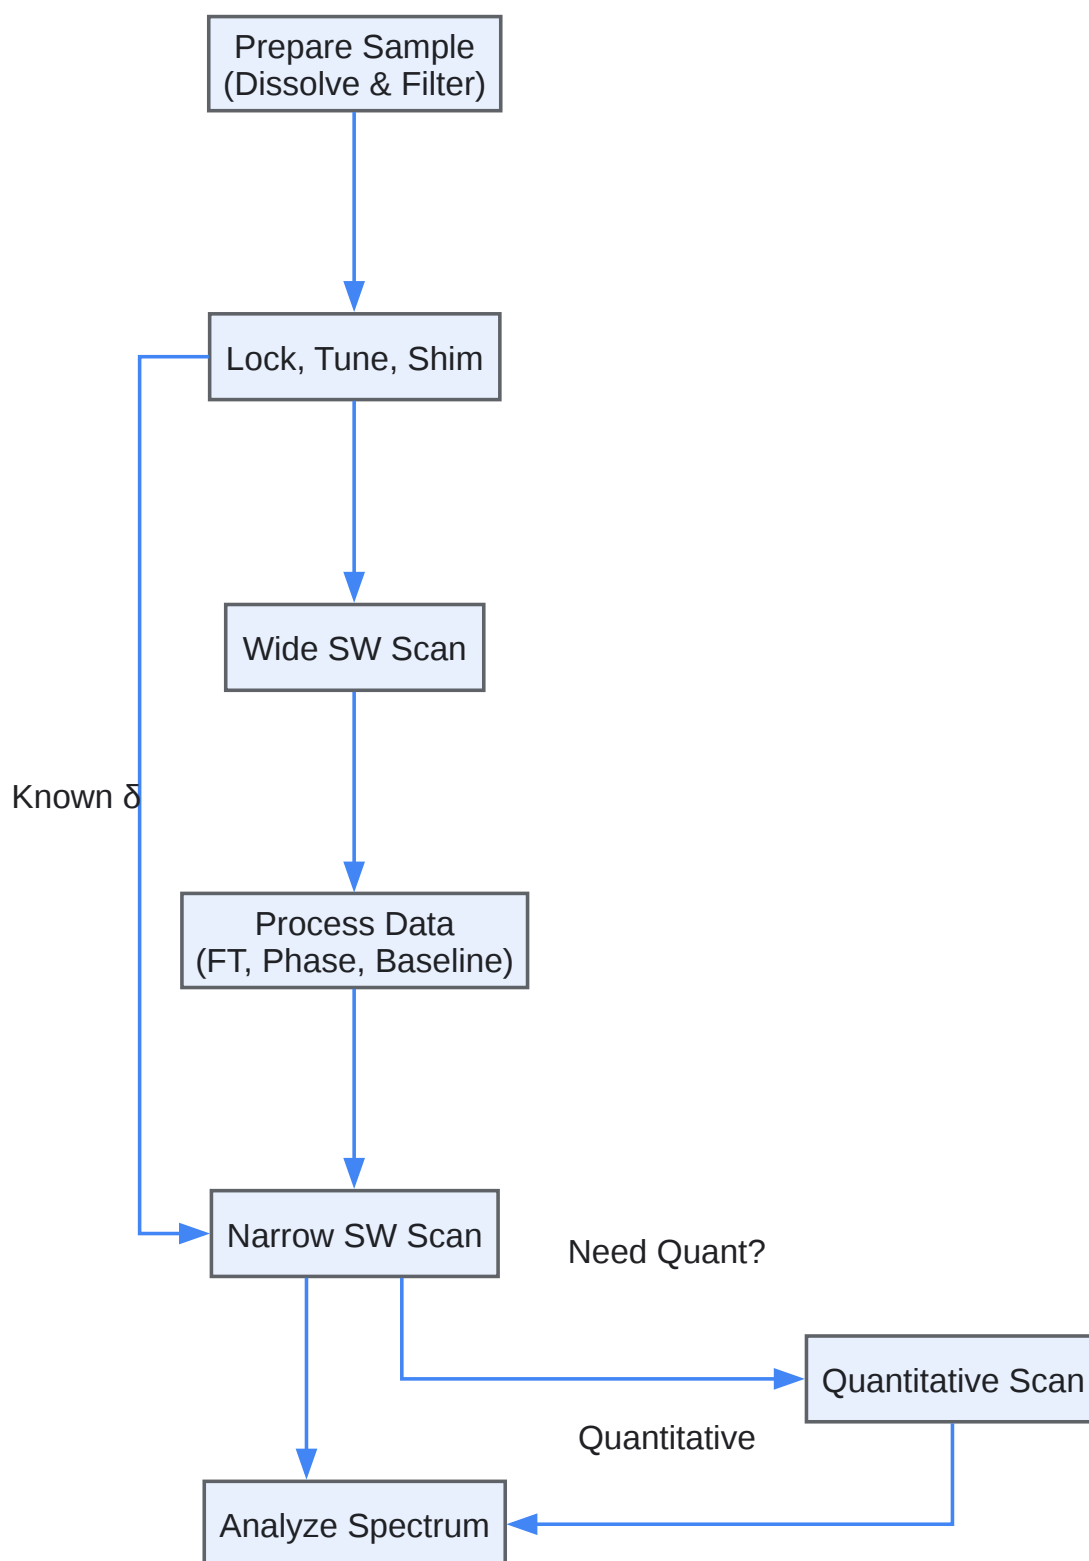 Prepare Sample
(Dissolve & Filter)
Lock, Tune, Shim
Wide SW Scan
Known δ
Process Data
(FT, Phase, Baseline)
Narrow SW Scan
Need Quant?
Quantitative Scan
Quantitative
Analyze Spectrum